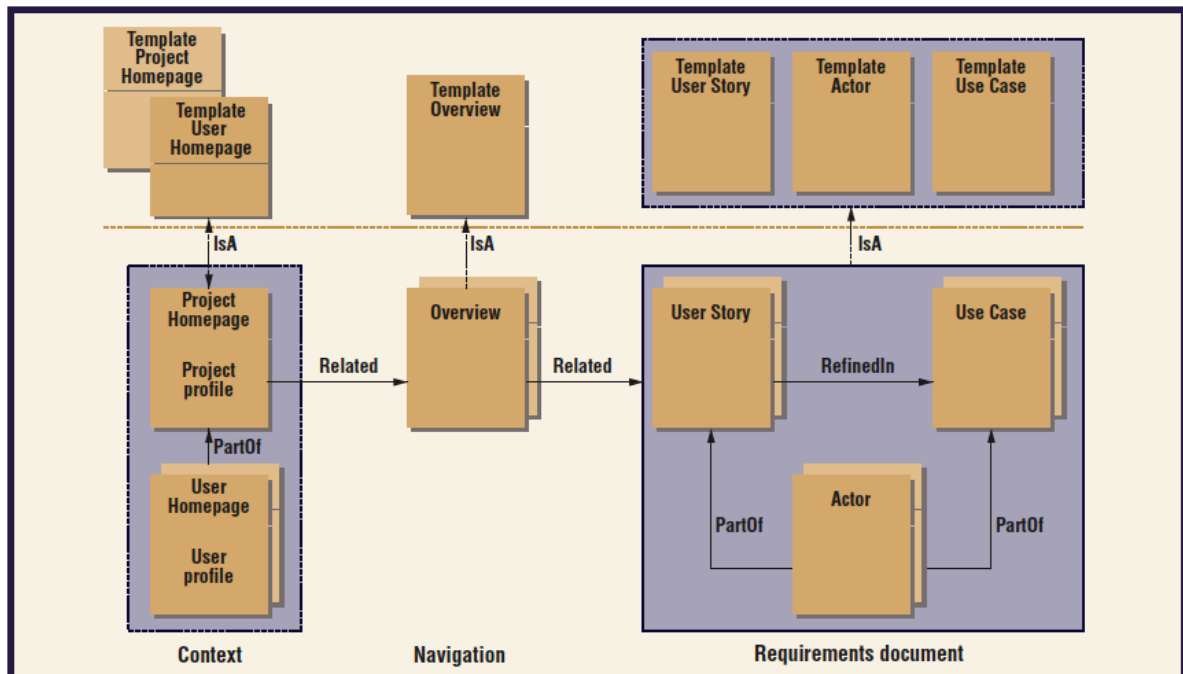 Template
Project
Homepage
Template
User
Homepage
Template
Overview
Template
User Story
Template
Actor
Template
Use Case
IsA
IsA
IsA
Project
Homepage
Project
profile
Related
Overview
Related
User Story
RefinedIn
Use Case
PartOf
User
Homepage
User
profile
Actor
PartOf
PartOf
Context
Navigation
Requirements document